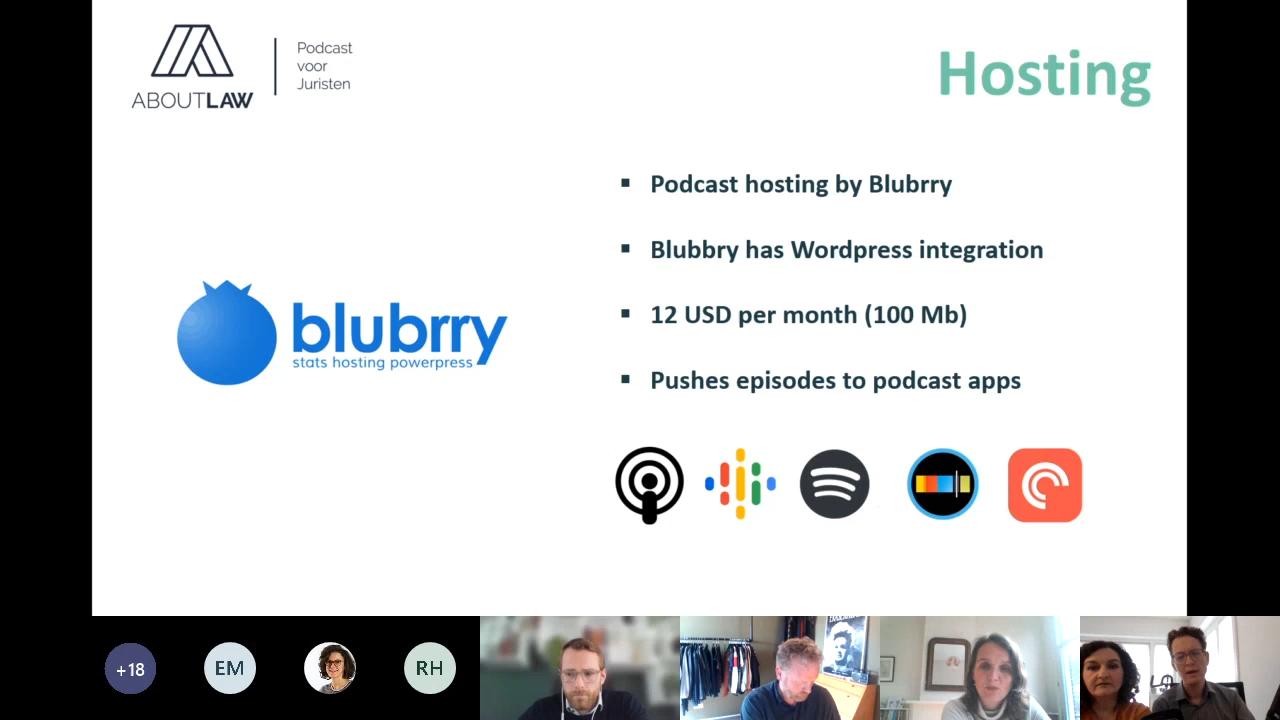 ABOUTLAW
Podcast
voor
Juristen
Hosting
▪ Podcast hosting by Blubrry
▪ Blubbry has Wordpress integration
▪ 12 USD per month (100 Mb)
▪ Pushes episodes to podcast apps
blubrry
stats hosting powerpress
+18
EM
RH